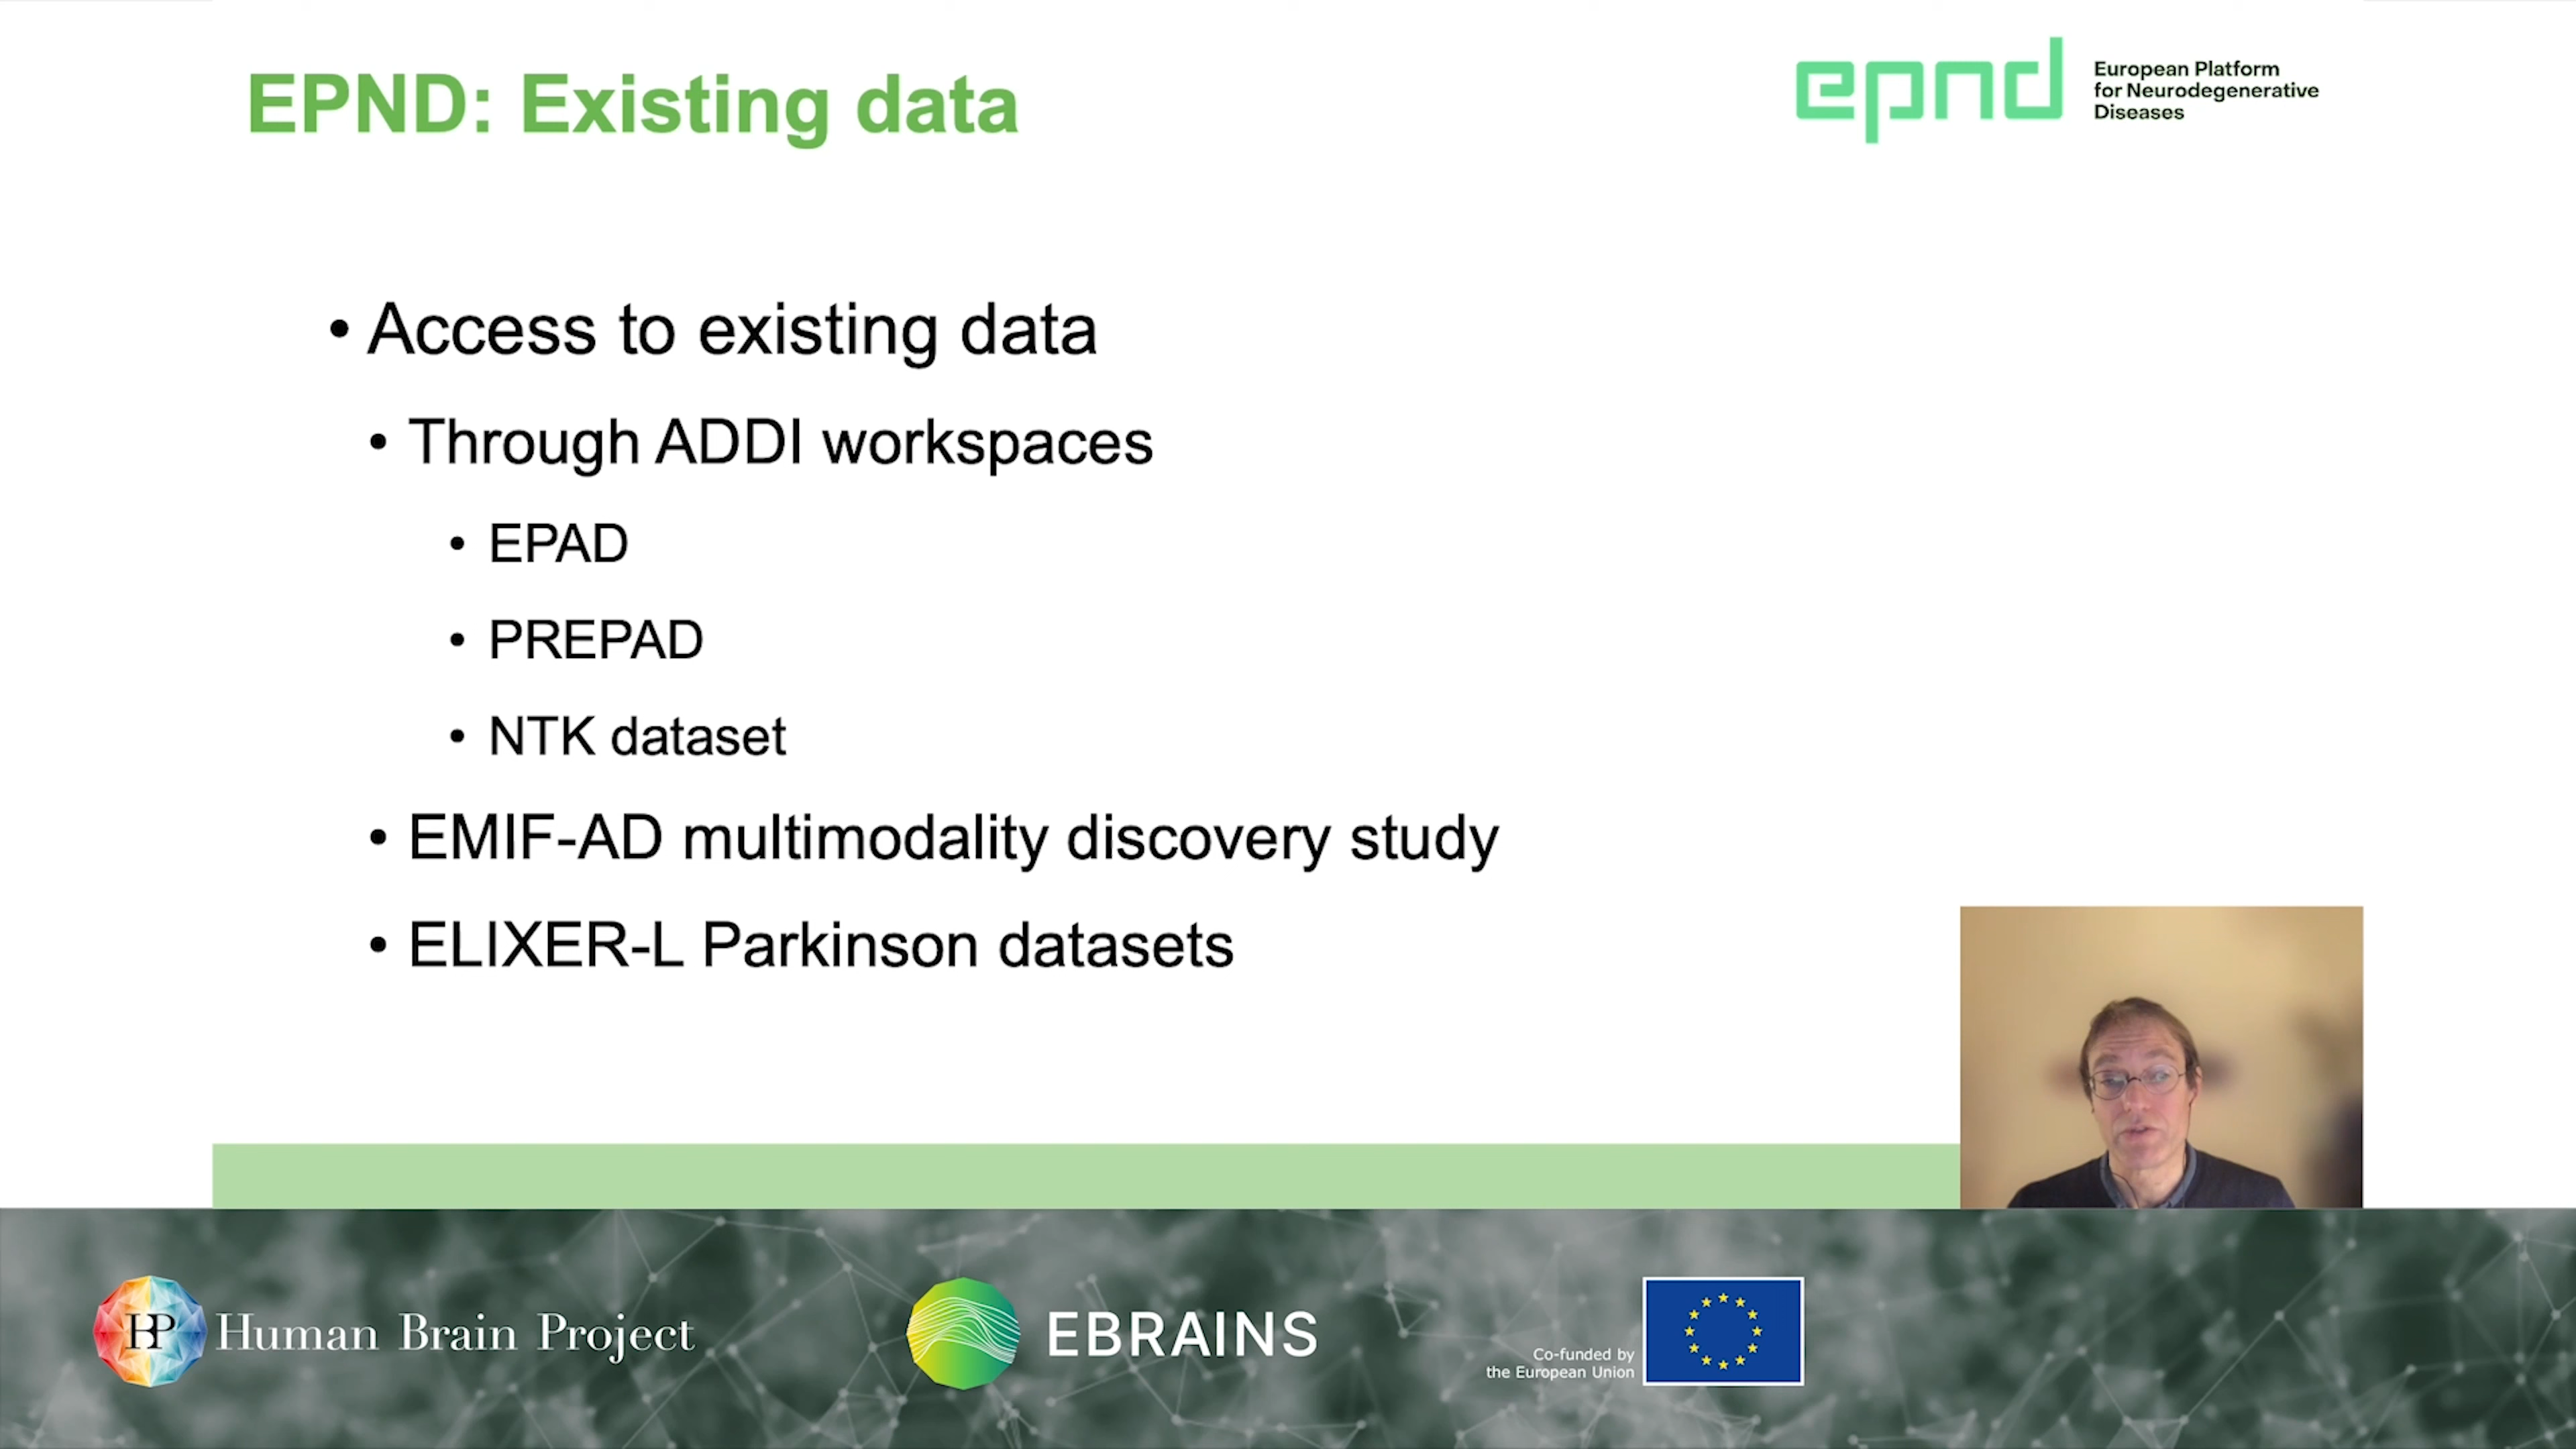 EPND: Existing data
epnd
European Platform
for Neurodegenerative
Diseases
• Access to existing data
• Through ADDI workspaces
• EPAD
• PREPAD
• NTK dataset
• EMIF-AD multimodality discovery study
• ELIXER-L Parkinson datasets
HBP Human Brain Project
EBRAINS
Co-funded by
the European Union